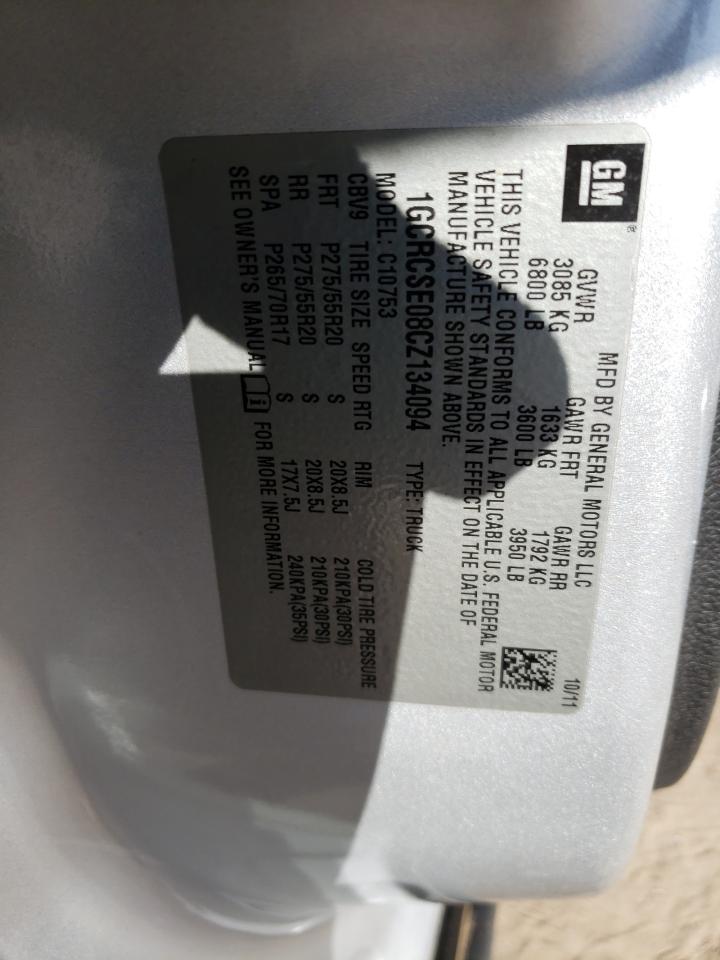 GM®
MFD BY GENERAL MOTORS LLC 10/11
GVWR GAWR FRT GAWR RR
3085 KG 1633 KG 1792 KG
6800 LB 3600 LB 3950 LB
THIS VEHICLE CONFORMS TO ALL APPLICABLE U.S. FEDERAL MOTOR
VEHICLE SAFETY STANDARDS IN EFFECT ON THE DATE OF
MANUFACTURE SHOWN ABOVE.
1GCRCSE08CZ134094 TYPE: TRUCK
MODEL: C10753
CBV9 TIRE SIZE SPEED RTG RIM COLD TIRE PRESSURE
FRT P275/55R20 S 20X8.5J 210KPA(30PSI)
RR P275/55R20 S 20X8.5J 210KPA(30PSI)
SPA P265/70R17 S 17X7.5J 240KPA(35PSI)
SEE OWNER'S MANUAL i FOR MORE INFORMATION.